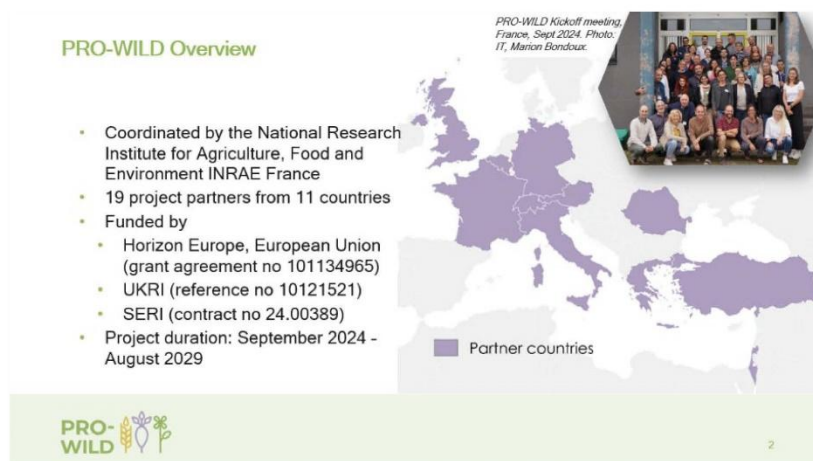 PRO-WILD Kickoff meeting,
France, Sept 2024. Photo:
IT, Marion Bondoux.
PRO-WILD Overview
• Coordinated by the National Research
Institute for Agriculture, Food and
Environment INRAE France
• 19 project partners from 11 countries
• Funded by
• Horizon Europe, European Union
(grant agreement no 101134965)
• UKRI (reference no 10121521)
• SERI (contract no 24.00389)
• Project duration: September 2024 -
August 2029
Partner countries
PRO-
WILD
2